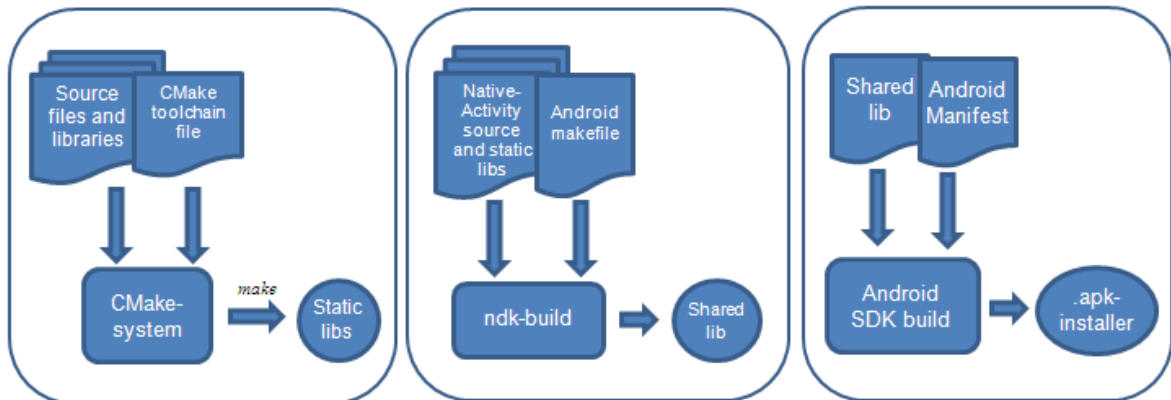 Source
files and
libraries
CMake
toolchain
file
CMake-
system
make
Static
libs
Native-
Activity
source
and static
libs
Android
makefile
ndk-build
Shared
lib
Shared
lib
Android
Manifest
Android
SDK build
.apk-
installer